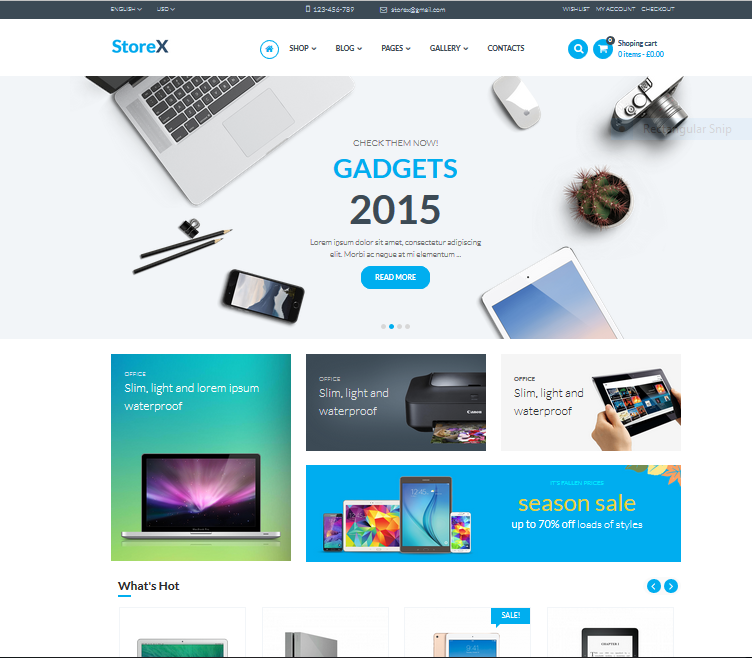 ENGLISH USD 123-456-789 storex@gmail.com WISHLIST MY ACCOUNT CHECKOUT
StoreX SHOP BLOG PAGES GALLERY CONTACTS
0
Shoping cart
0 items - £0.00
Rectangular Snip
CHECK THEM NOW!
GADGETS
2015
Lorem ipsum dolor sit amet, consectetur adipiscing
elit. Morbi ac neque at mi elementum ...
READ MORE
OFFICE
Slim, light and lorem ipsum
waterproof
OFFICE
Slim, light and
waterproof
Canon
OFFICE
Slim, light and
waterproof
IT'S FALLEN PRICES
season sale
up to 70% off loads of styles
What's Hot
SALE!